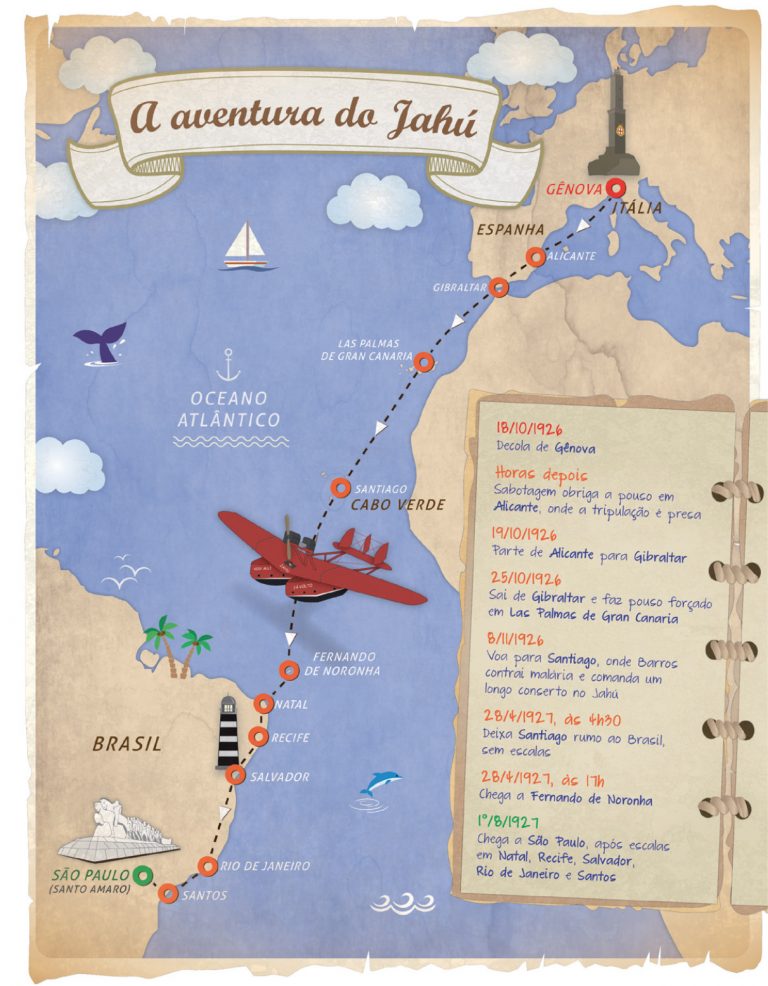 A aventura do Jahú
GÊNOVA
ITÁLIA
ESPANHA
ALICANTE
GIBRALTAR
LAS PALMAS
DE GRAN CANARIA
OCEANO
ATLÂNTICO
SANTIAGO
CABO VERDE
FERNANDO
DE NORONHA
NATAL
BRASIL
RECIFE
SALVADOR
RIO DE JANEIRO
SÃO PAULO
(SANTO AMARO)
SANTOS
18/10/1926
Decola de Gênova
Horas depois
Sabotagem obriga a pouso em
Alicante, onde a tripulação é presa
19/10/1926
Parte de Alicante para Gibraltar
25/10/1926
Sai de Gibraltar e faz pouso forçado
em Las Palmas de Gran Canaria
8/11/1926
Voa para Santiago, onde Barros
contrai malária e comanda um
longo conserto no Jahú
28/4/1927, às 4h30
Deixa Santiago rumo ao Brasil,
sem escalas
28/4/1927, às 17h
Chega a Fernando de Noronha
1º/8/1927
Chega a São Paulo, após escalas
em Natal, Recife, Salvador,
Rio de Janeiro e Santos